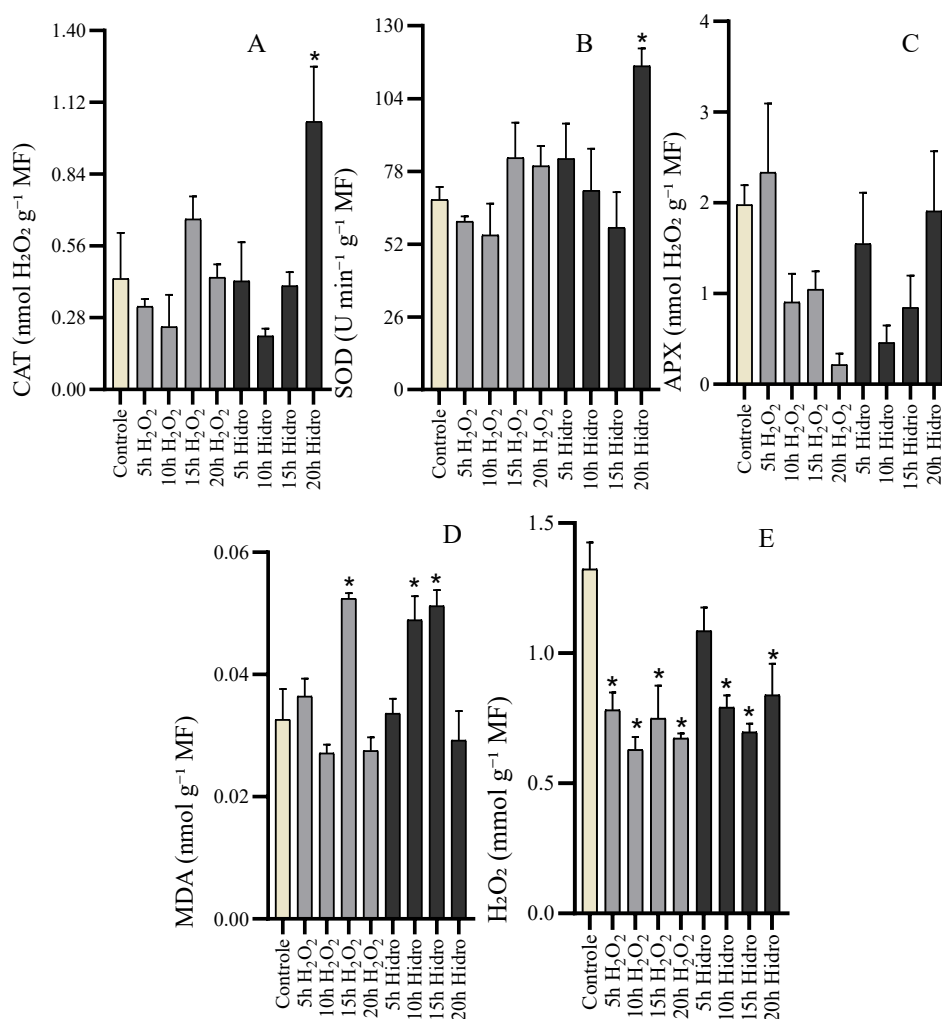 A
CAT (nmol H₂O₂ g⁻¹ MF)
1.40
1.12
0.84
0.56
0.28
0.00
*
Controle
5h H₂O₂
10h H₂O₂
15h H₂O₂
20h H₂O₂
5h Hidro
10h Hidro
15h Hidro
20h Hidro
B
SOD (U min⁻¹ g⁻¹ MF)
130
104
78
52
26
0
*
Controle
5h H₂O₂
10h H₂O₂
15h H₂O₂
20h H₂O₂
5h Hidro
10h Hidro
15h Hidro
20h Hidro
C
APX (nmol H₂O₂ g⁻¹ MF)
4
3
2
1
0
Controle
5h H₂O₂
10h H₂O₂
15h H₂O₂
20h H₂O₂
5h Hidro
10h Hidro
15h Hidrio
20h Hidro
D
MDA (nmol g⁻¹ MF)
0.06
0.04
0.02
0.00
*
*
*
Controle
5h H₂O₂
10h H₂O₂
15h H₂O₂
20h H₂O₂
5h Hidro
10h Hidro
15h Hidro
20h Hidro
E
H₂O₂ (mmol g⁻¹ MF)
1.5
1.0
0.5
0.0
*
*
*
*
*
*
*
Controle
5h H₂O₂
10h H₂O₂
15h H₂O₂
20h H₂O₂
5h Hidro
10h Hidro
15h Hidro
20h Hidro